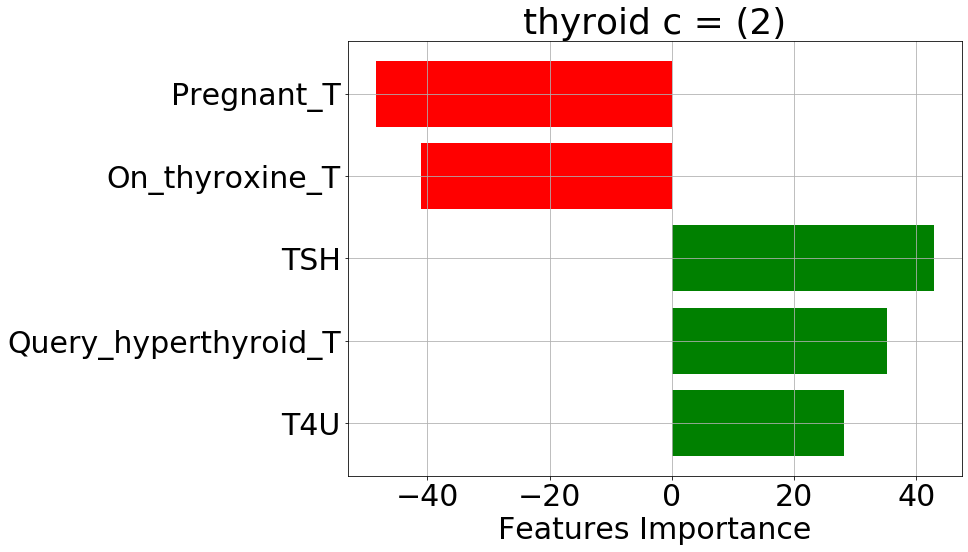 thyroid c = (2)
Pregnant_T
On_thyroxine_T
TSH
Query_hyperthyroid_T
T4U
−40 −20 0 20 40
Features Importance